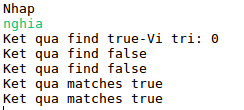 Nhap
nghia
Ket qua find true-Vi tri: 0
Ket qua find false
Ket qua find false
Ket qua matches true
Ket qua matches true